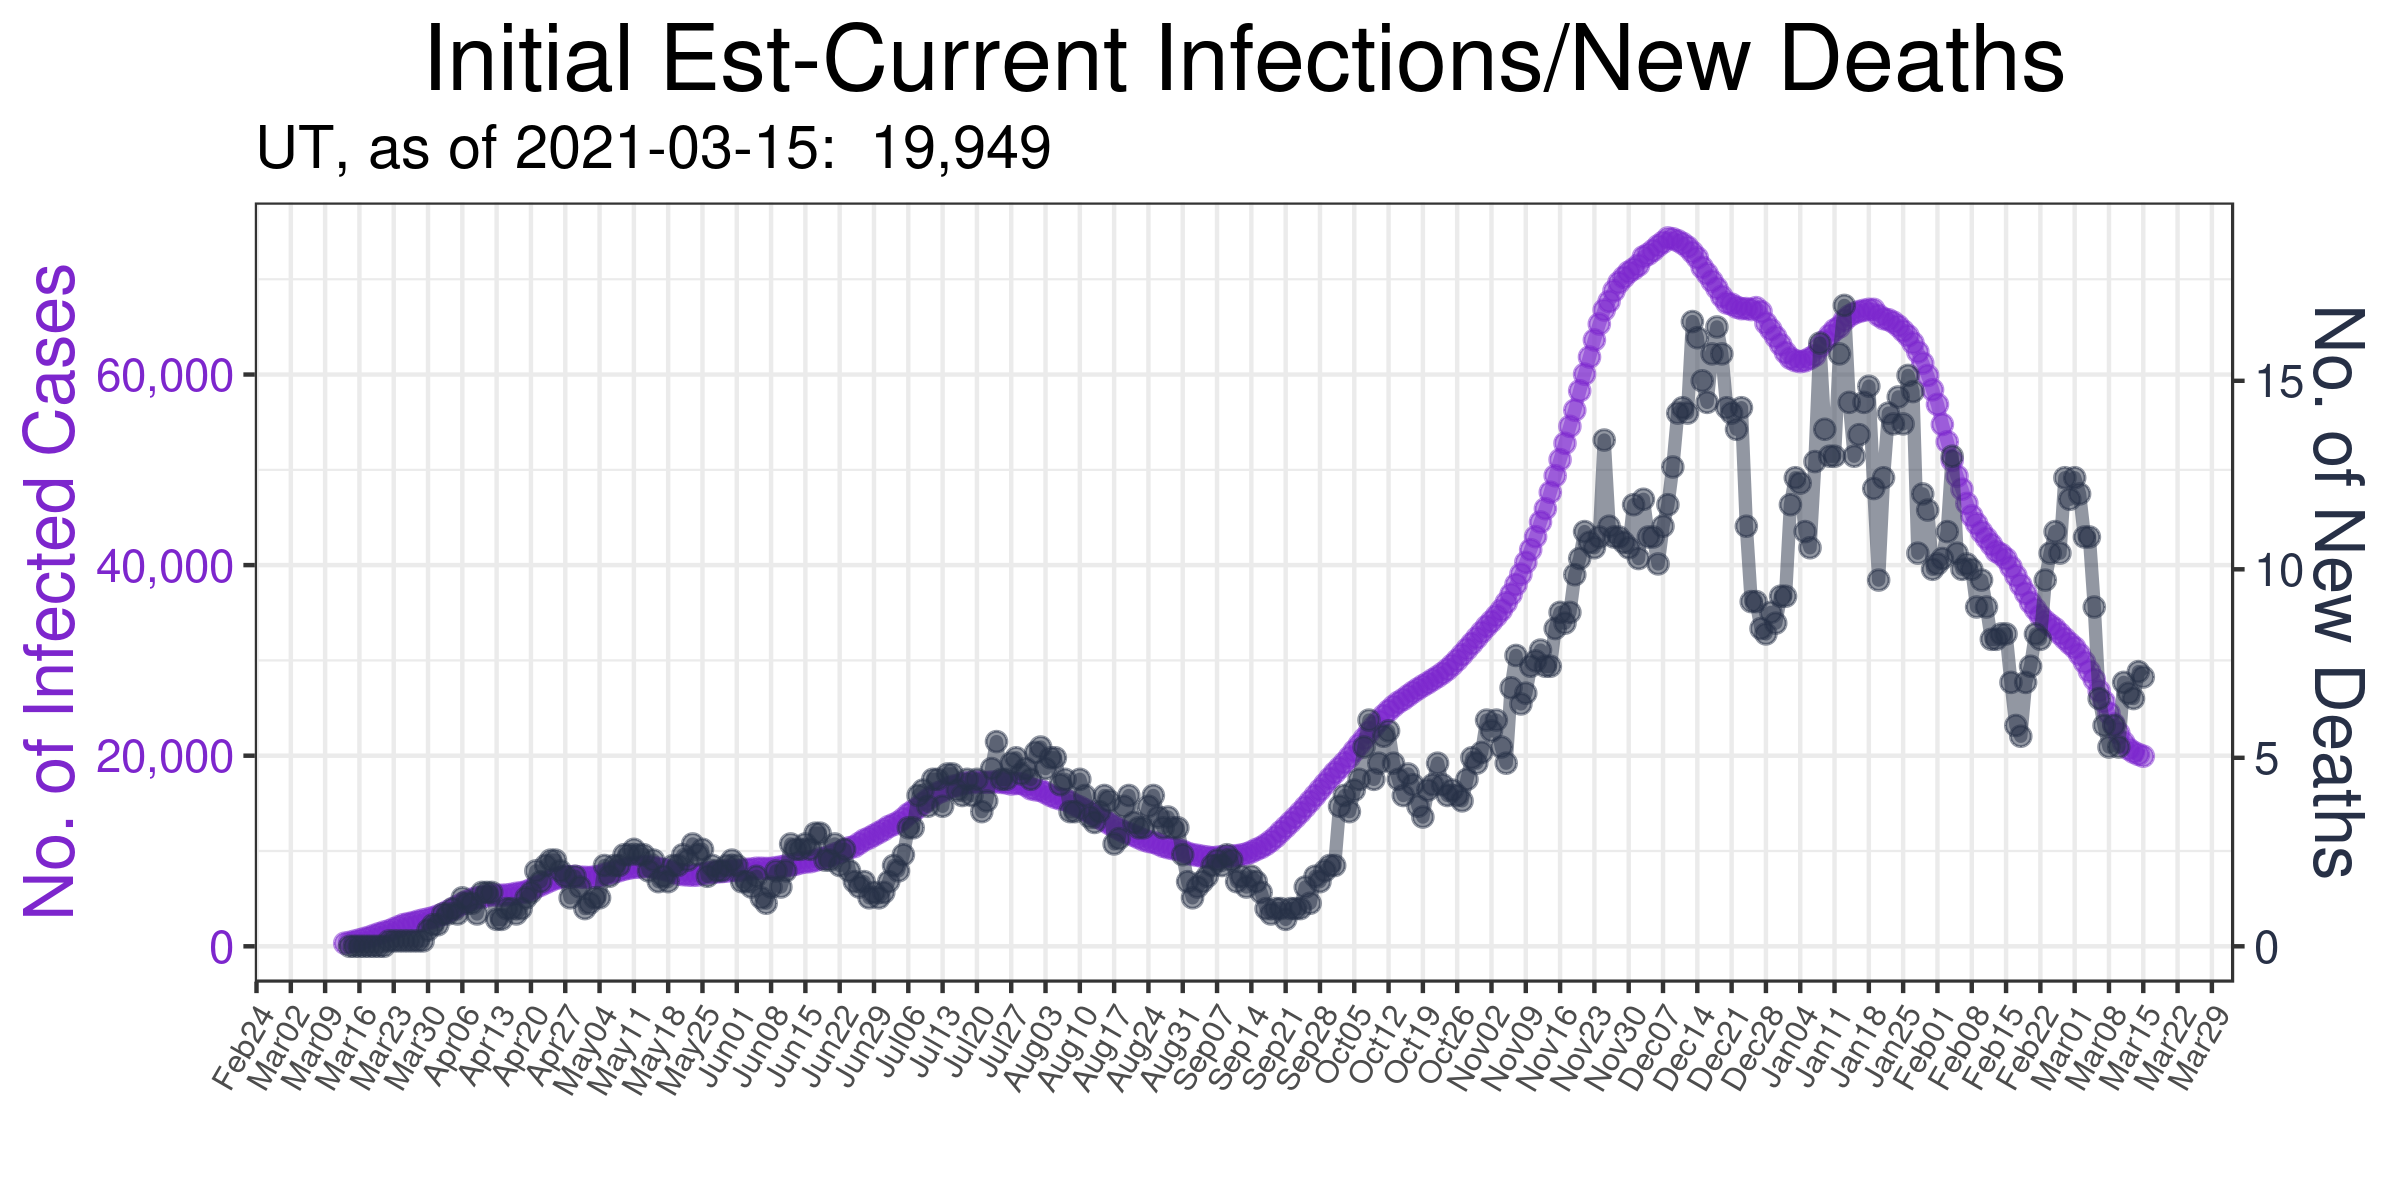 Initial Est-Current Infections/New Deaths
UT, as of 2021-03-15:  19,949
No. of Infected Cases
60,000
40,000
20,000
0
No. of New Deaths
15
10
5
0
Feb24
Mar02
Mar09
Mar16
Mar23
Mar30
Apr06
Apr13
Apr20
Apr27
May04
May11
May18
May25
Jun01
Jun08
Jun15
Jun22
Jun29
Jul06
Jul13
Jul20
Jul27
Aug03
Aug10
Aug17
Aug24
Aug31
Sep07
Sep14
Sep21
Sep28
Oct05
Oct12
Oct19
Oct26
Nov02
Nov09
Nov16
Nov23
Nov30
Dec07
Dec14
Dec21
Dec28
Jan04
Jan11
Jan18
Jan25
Feb01
Feb08
Feb15
Feb22
Mar01
Mar08
Mar15
Mar22
Mar29